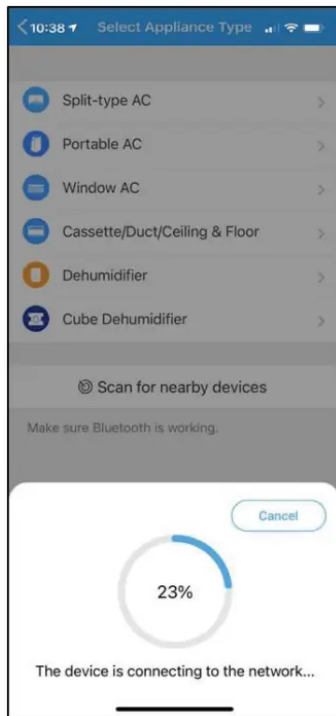 10:38
Select Appliance Type
Split-type AC
Portable AC
Window AC
Cassette/Duct/Ceiling & Floor
Dehumidifier
Cube Dehumidifier
Scan for nearby devices
Make sure Bluetooth is working.
Cancel
23%
The device is connecting to the network...